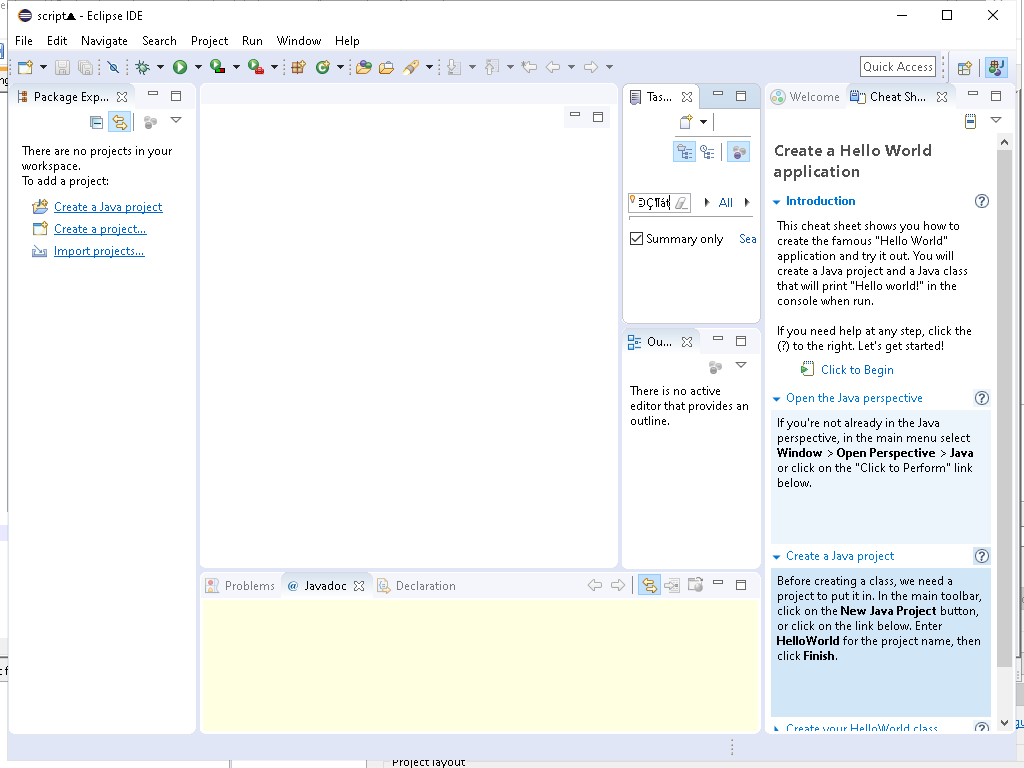 script▲ - Eclipse IDE
File Edit Navigate Search Project Run Window Help
Quick Access
Package Exp...
There are no projects in your
workspace.
To add a project:
Create a Java project
Create a project...
Import projects...
Tas...
All
Summary only Sea
Ou...
There is no active
editor that provides an
outline.
Problems @ Javadoc Declaration
Welcome Cheat Sh...
Create a Hello World
application
Introduction
This cheat sheet shows you how to
create the famous "Hello World"
application and try it out. You will
create a Java project and a Java class
that will print "Hello world!" in the
console when run.
If you need help at any step, click the
(?) to the right. Let's get started!
Click to Begin
Open the Java perspective
If you're not already in the Java
perspective, in the main menu select
Window > Open Perspective > Java
or click on the "Click to Perform" link
below.
Create a Java project
Before creating a class, we need a
project to put it in. In the main toolbar,
click on the New Java Project button,
or click on the link below. Enter
HelloWorld for the project name, then
click Finish.
Create your HelloWorld class
Project layout